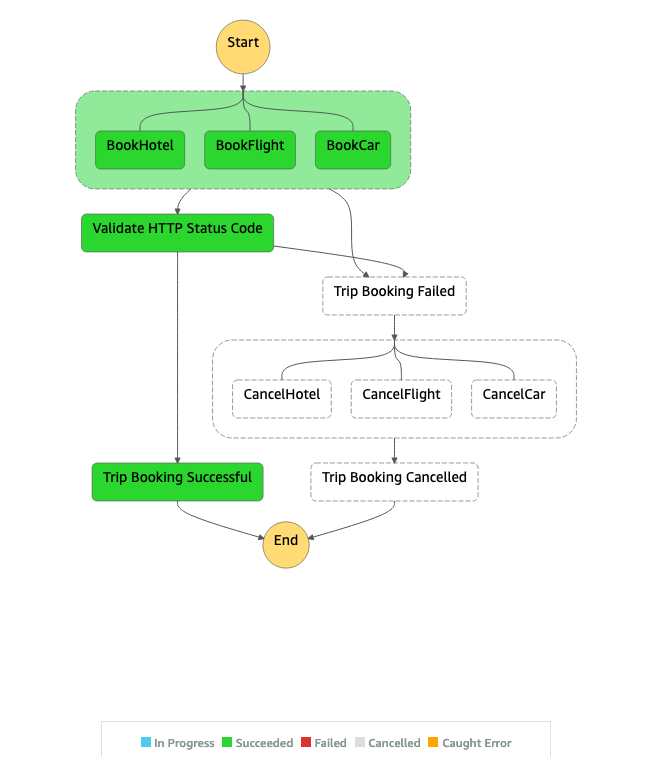 Start
BookHotel
BookFlight
BookCar
Validate HTTP Status Code
Trip Booking Failed
CancelHotel
CancelFlight
CancelCar
Trip Booking Successful
Trip Booking Cancelled
End
In Progress
Succeeded
Failed
Cancelled
Caught Error